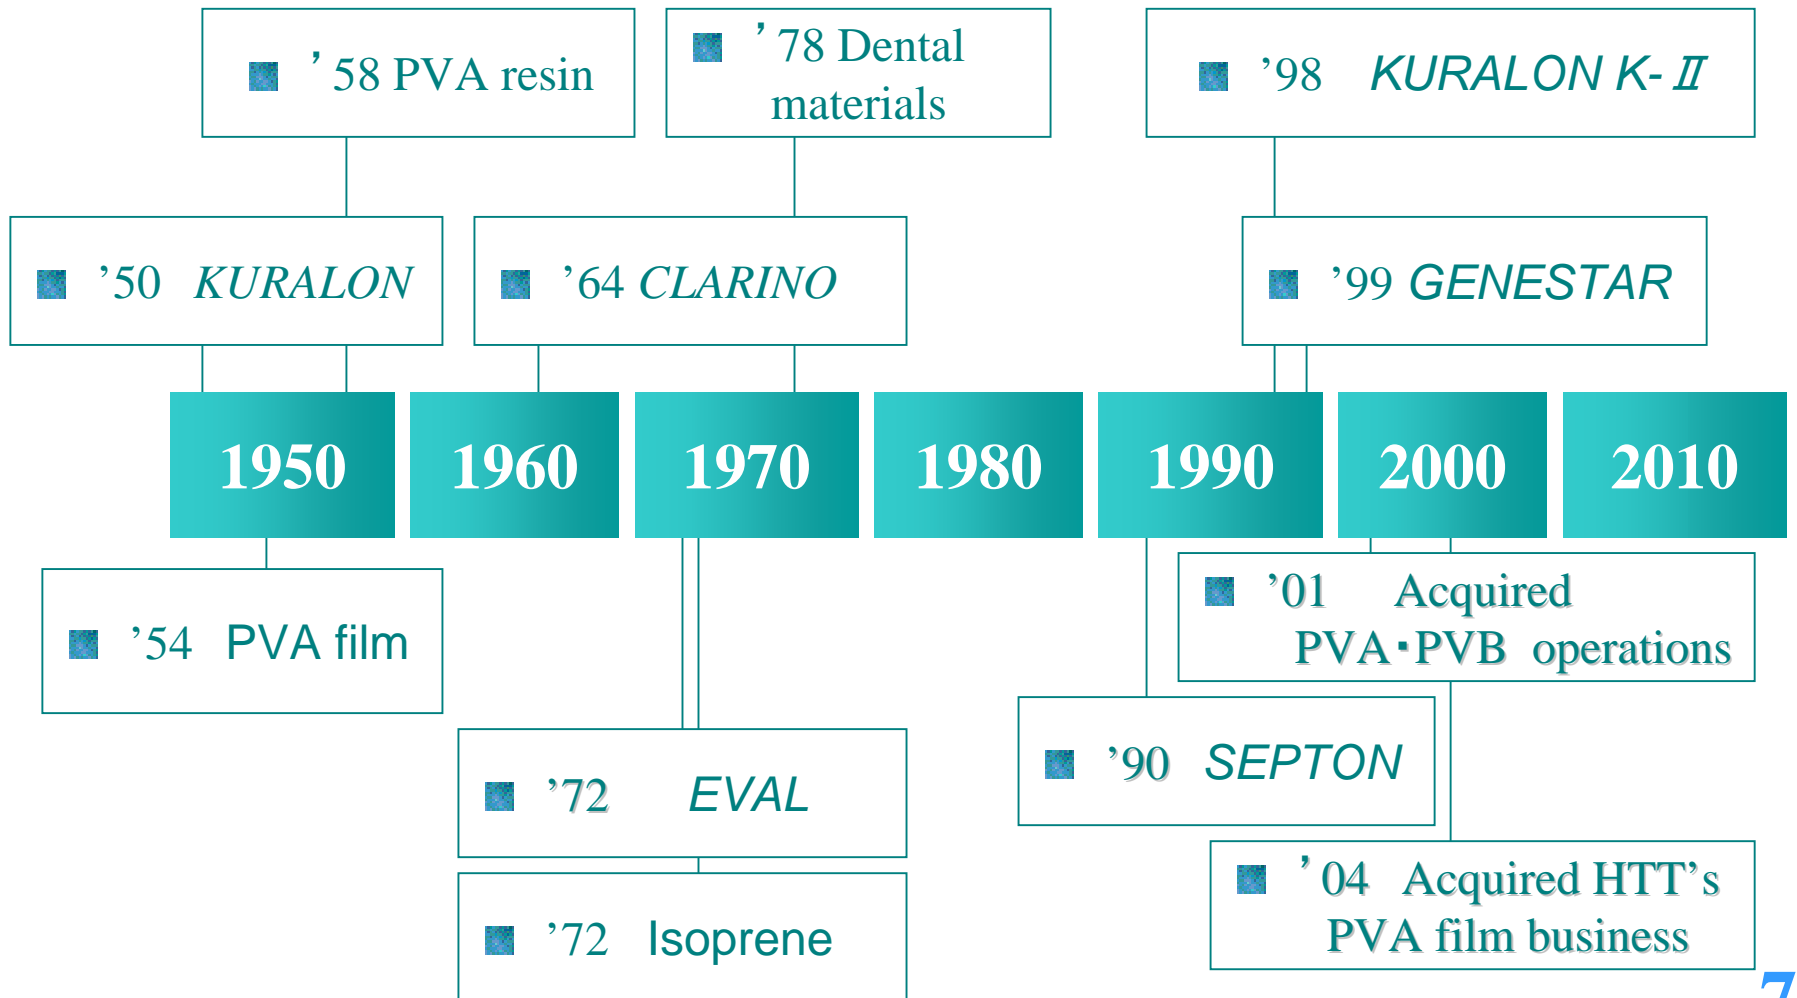 ’58 PVA resin
’78 Dental
materials
’98 KURALON K-Ⅱ
’50 KURALON
’64 CLARINO
’99 GENESTAR
1950 1960 1970 1980 1990 2000 2010
’01 Acquired
PVA・PVB operations
’54 PVA film
’90 SEPTON
’72 EVAL
’04 Acquired HTT’s
PVA film business
’72 Isoprene
7